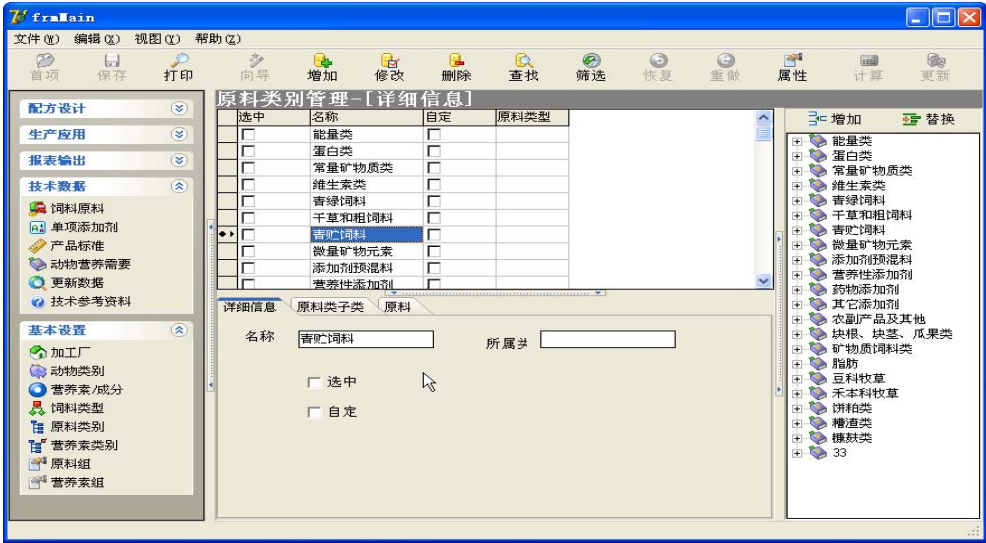 frmMain
文件(W) 编辑(X) 视图(Y) 帮助(Z)
首项 保存 打印 向导 增加 修改 删除 查找 筛选 恢复 重做 属性 计算 更新
配方设计
生产应用
报表输出
技术数据
饲料原料
单项添加剂
产品标准
动物营养需要
更新数据
技术参考资料
基本设置
加工厂
动物类别
营养素/成分
饲料类型
原料类别
营养素类别
原料组
营养素组
原料类别管理-[详细信息]
选中 名称 自定 原料类型
能量类
蛋白类
常量矿物质类
维生素类
青绿饲料
干草和粗饲料
青贮饲料
微量矿物元素
添加剂预混料
营养性添加剂
详细信息 原料类子类 原料
名称 青贮饲料 所属
选中
自定
增加 替换
能量类
蛋白类
常量矿物质类
维生素类
青绿饲料
干草和粗饲料
青贮饲料
微量矿物元素
添加剂预混料
营养性添加剂
药物添加剂
其它添加剂
农副产品及其他
块根、块茎、瓜果类
矿物质饲料类
脂肪
豆科牧草
禾本科牧草
饼粕类
糟渣类
糠麸类
33